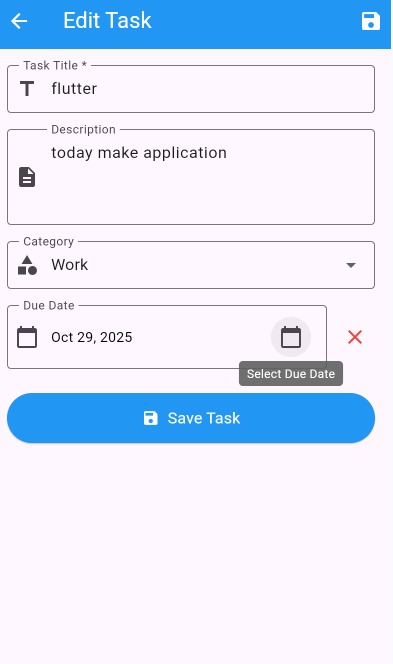 Edit Task
Task Title *
flutter
Description
today make application
Category
Work
Due Date
Oct 29, 2025
Select Due Date
Save Task